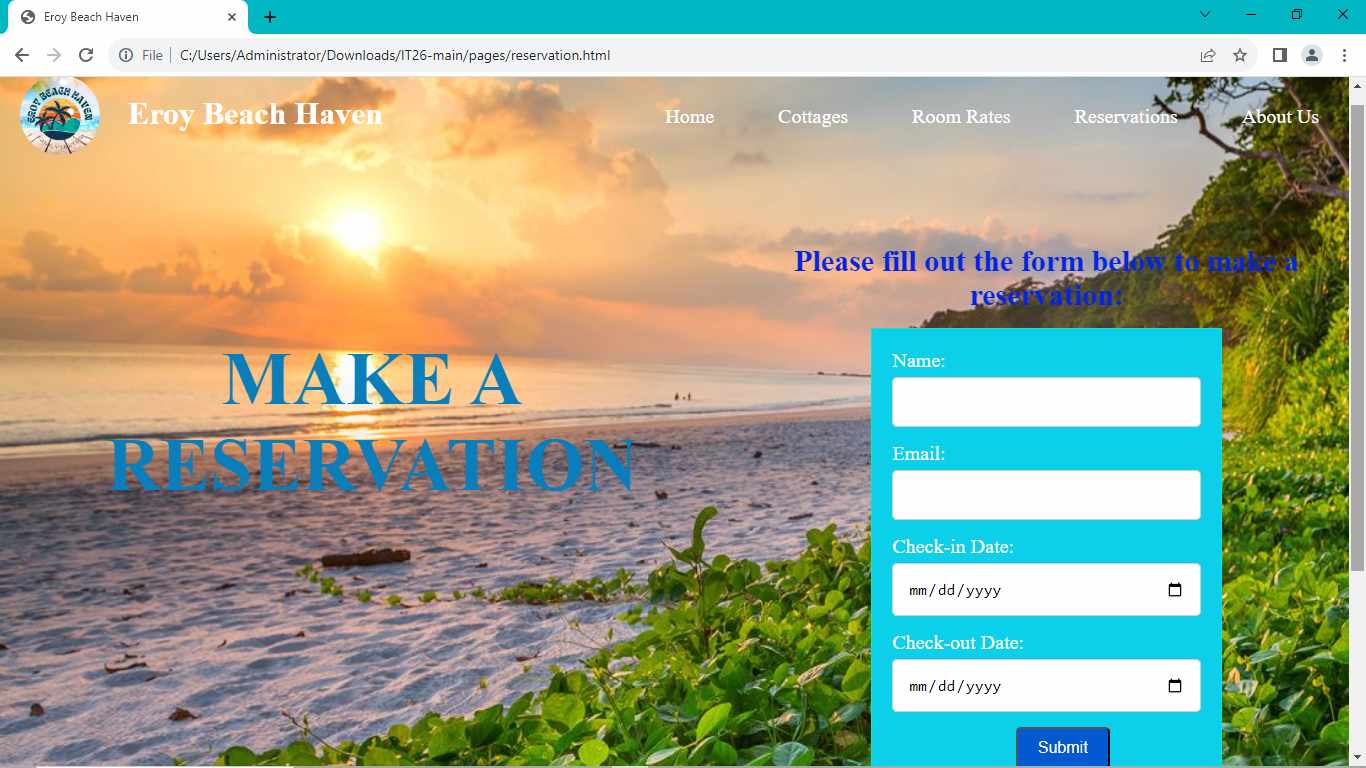 Eroy Beach Haven
File
C:/Users/Administrator/Downloads/IT26-main/pages/reservation.html
EROY BEACH HAVEN
Eroy Beach Haven
Home
Cottages
Room Rates
Reservations
About Us
Please fill out the form below to make a
reservation:
MAKE A
RESERVATION
Name:
Email:
Check-in Date:
mm/dd/yyyy
Check-out Date:
mm/dd/yyyy
Submit